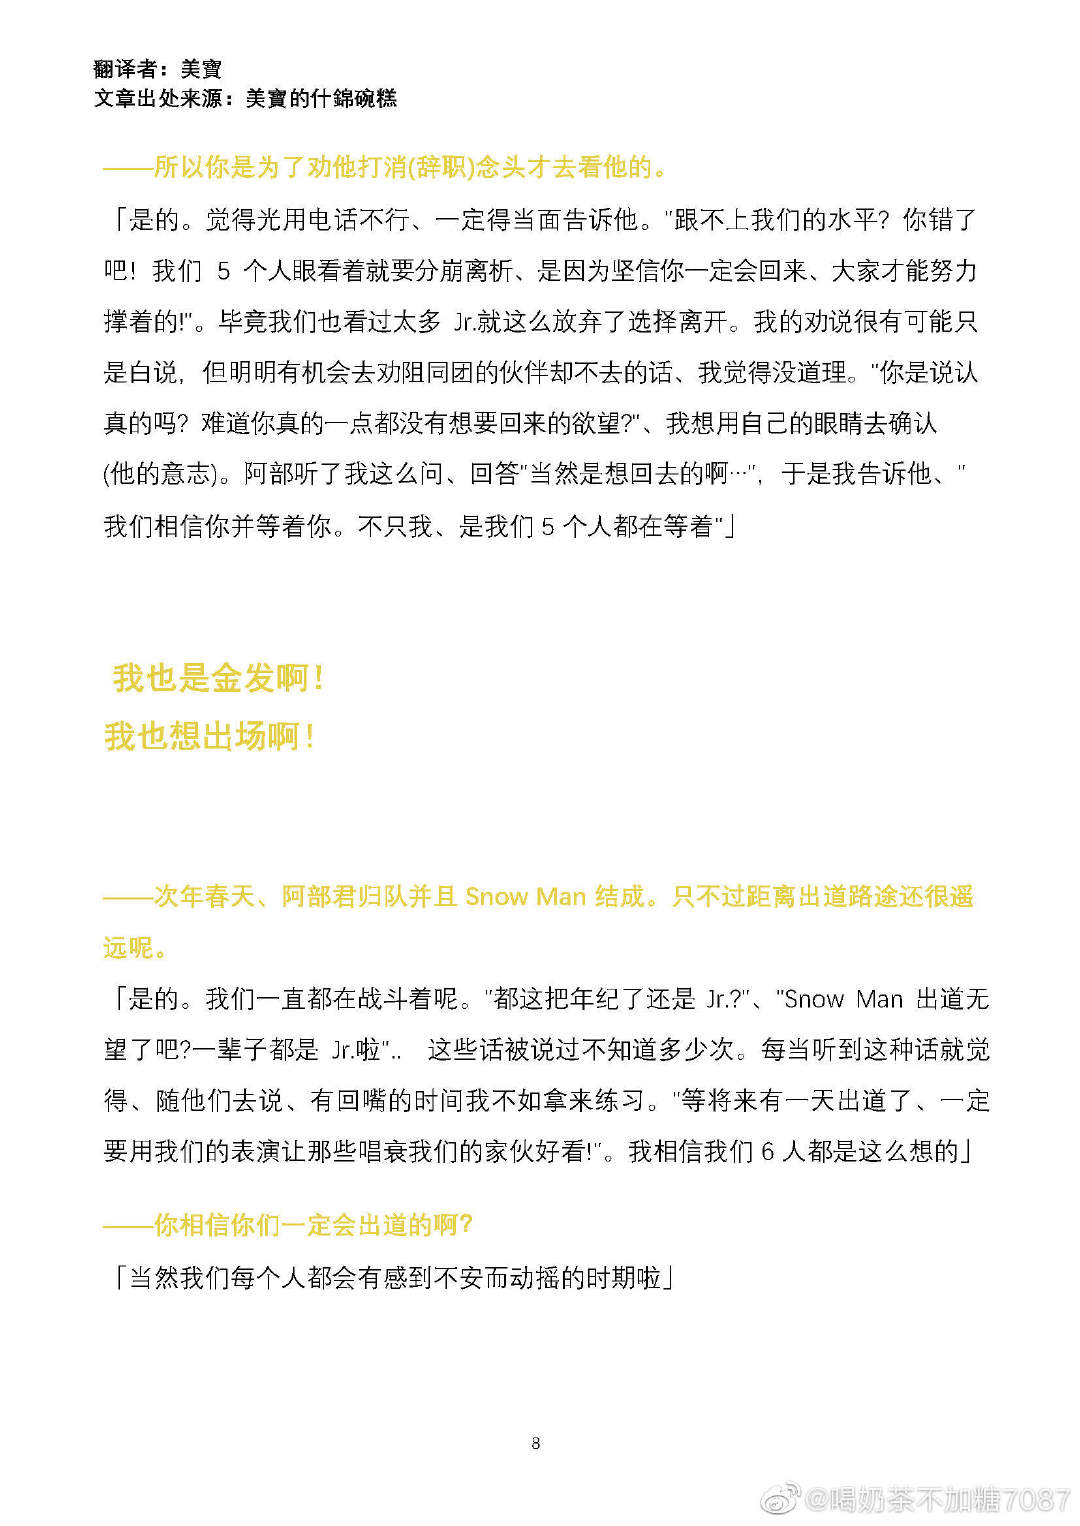 翻译者：美寶
文章出处来源：美寶的什錦碗糕
——所以你是为了劝他打消(辞职)念头才去看他的。
「是的。觉得光用电话不行、一定得当面告诉他。"跟不上我们的水平？你错了
吧！我们 5 个人眼看着就要分崩离析、是因为坚信你一定会回来、大家才能努力
撑着的!"。毕竟我们也看过太多 Jr.就这么放弃了选择离开。我的劝说很有可能只
是白说，但明明有机会去劝阻同团的伙伴却不去的话、我觉得没道理。"你是说认
真的吗？难道你真的一点都没有想要回来的欲望?"、我想用自己的眼睛去确认
(他的意志)。阿部听了我这么问、回答"当然是想回去的啊…"，于是我告诉他、"
我们相信你并等着你。不只我、是我们 5 个人都在等着"」
我也是金发啊！
我也想出场啊！
——次年春天、阿部君归队并且 Snow Man 结成。只不过距离出道路途还很遥
远呢。
「是的。我们一直都在战斗着呢。"都这把年纪了还是 Jr.?"、"Snow Man 出道无
望了吧?一辈子都是 Jr.啦".. 这些话被说过不知道多少次。每当听到这种话就觉
得、随他们去说、有回嘴的时间我不如拿来练习。"等将来有一天出道了、一定
要用我们的表演让那些唱衰我们的家伙好看!"。我相信我们 6 人都是这么想的」
——你相信你们一定会出道的啊？
「当然我们每个人都会有感到不安而动摇的时期啦」
8
@喝奶茶不加糖7087